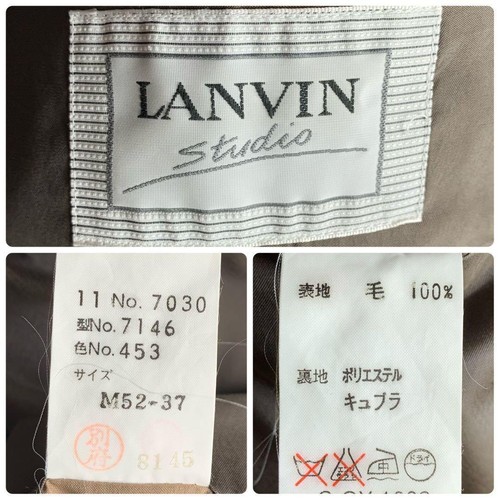 LANVIN
Studio
11 No. 7030
型No. 7146
色No. 453
サイズ
M52-37
別府 8145
表地 毛 100%
裏地 ポリエステル
キュプラ
ドライ